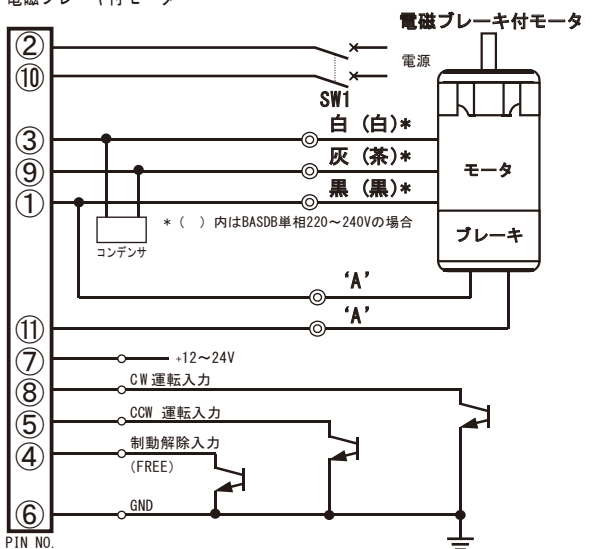 電磁ブレーキ付モータ
電磁ブレーキ付モータ
②
⑩
電源
SW1
③
白 (白)*
⑨
灰 (茶)*
モータ
①
黒 (黒)*
* ( ) 内はBASDB単相220～240Vの場合
コンデンサ
ブレーキ
‘A’
‘A’
⑪
⑦
+12～24V
⑧
CW運転入力
⑤
CCW 運転入力
④
制動解除入力
(FREE)
⑥
GND
PIN NO.